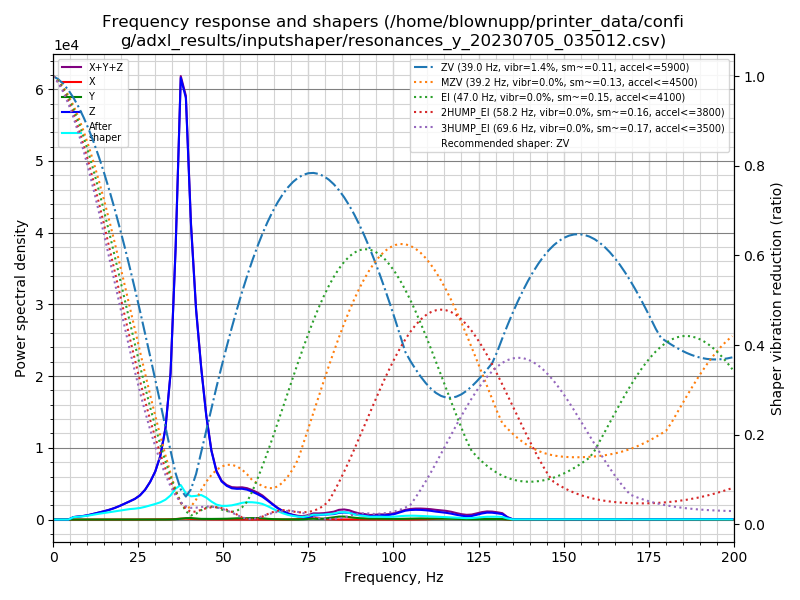 Frequency response and shapers (/home/blownupp/printer_data/confi
g/adxl_results/inputshaper/resonances_y_20230705_035012.csv)
1e4
X+Y+Z
X
Y
Z
After
shaper
ZV (39.0 Hz, vibr=1.4%, sm~=0.11, accel<=5900)
MZV (39.2 Hz, vibr=0.0%, sm~=0.13, accel<=4500)
EI (47.0 Hz, vibr=0.0%, sm~=0.15, accel<=4100)
2HUMP_EI (58.2 Hz, vibr=0.0%, sm~=0.16, accel<=3800)
3HUMP_EI (69.6 Hz, vibr=0.0%, sm~=0.17, accel<=3500)
Recommended shaper: ZV
Power spectral density
6
5
4
3
2
1
0
1.0
0.8
0.6
0.4
0.2
0.0
Shaper vibration reduction (ratio)
0 25 50 75 100 125 150 175 200
Frequency, Hz